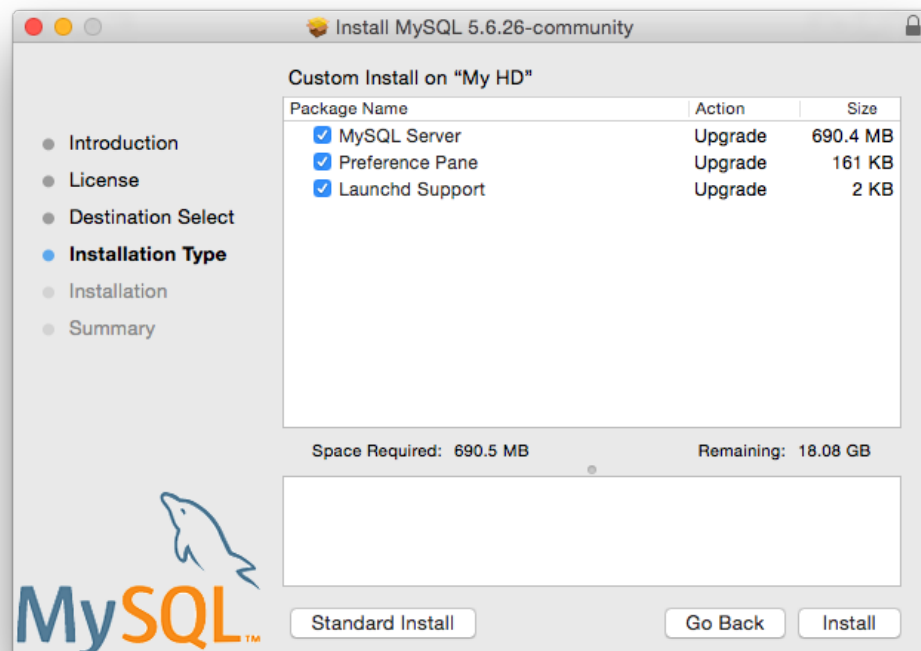 Install MySQL 5.6.26-community
Custom Install on “My HD”
Package Name Action Size
MySQL Server Upgrade 690.4 MB
Preference Pane Upgrade 161 KB
Launchd Support Upgrade 2 KB
Introduction
License
Destination Select
Installation Type
Installation
Summary
Space Required: 690.5 MB Remaining: 18.08 GB
MySQL™
Standard Install Go Back Install